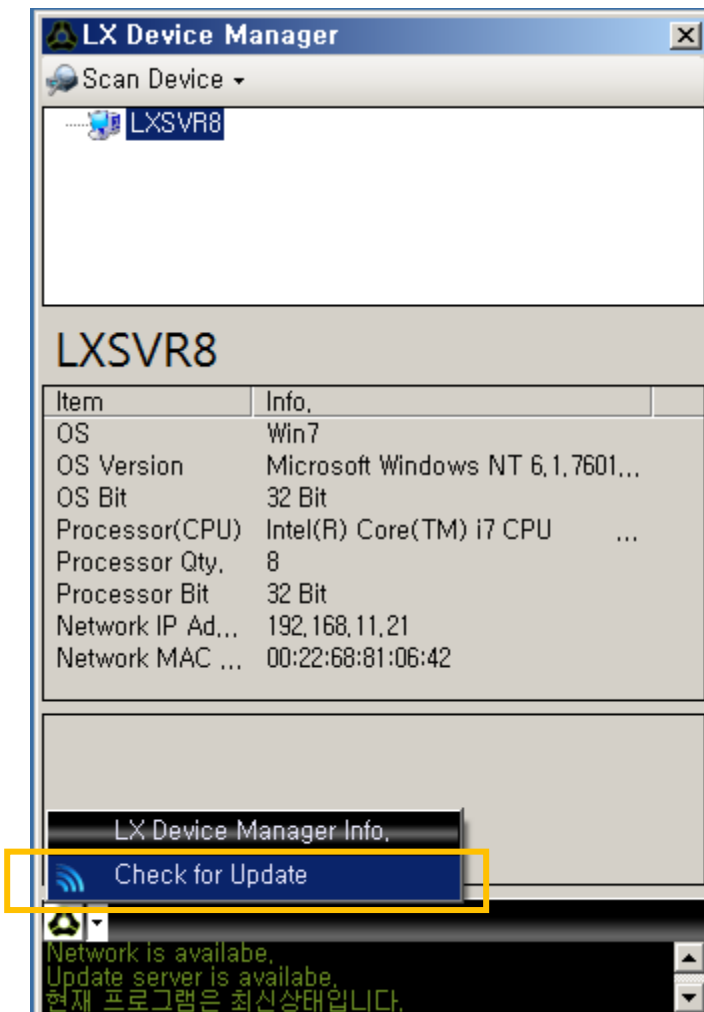 LX Device Manager
Scan Device
LXSVR8
LXSVR8
Item Info.
OS Win7
OS Version Microsoft Windows NT 6.1.7601...
OS Bit 32 Bit
Processor(CPU) Intel(R) Core(TM) i7 CPU ...
Processor Qty. 8
Processor Bit 32 Bit
Network IP Ad... 192.168.11.21
Network MAC ... 00:22:68:81:06:42
LX Device Manager Info.
Check for Update
Network is availabe.
Update server is availabe.
현재 프로그램은 최신상태입니다.